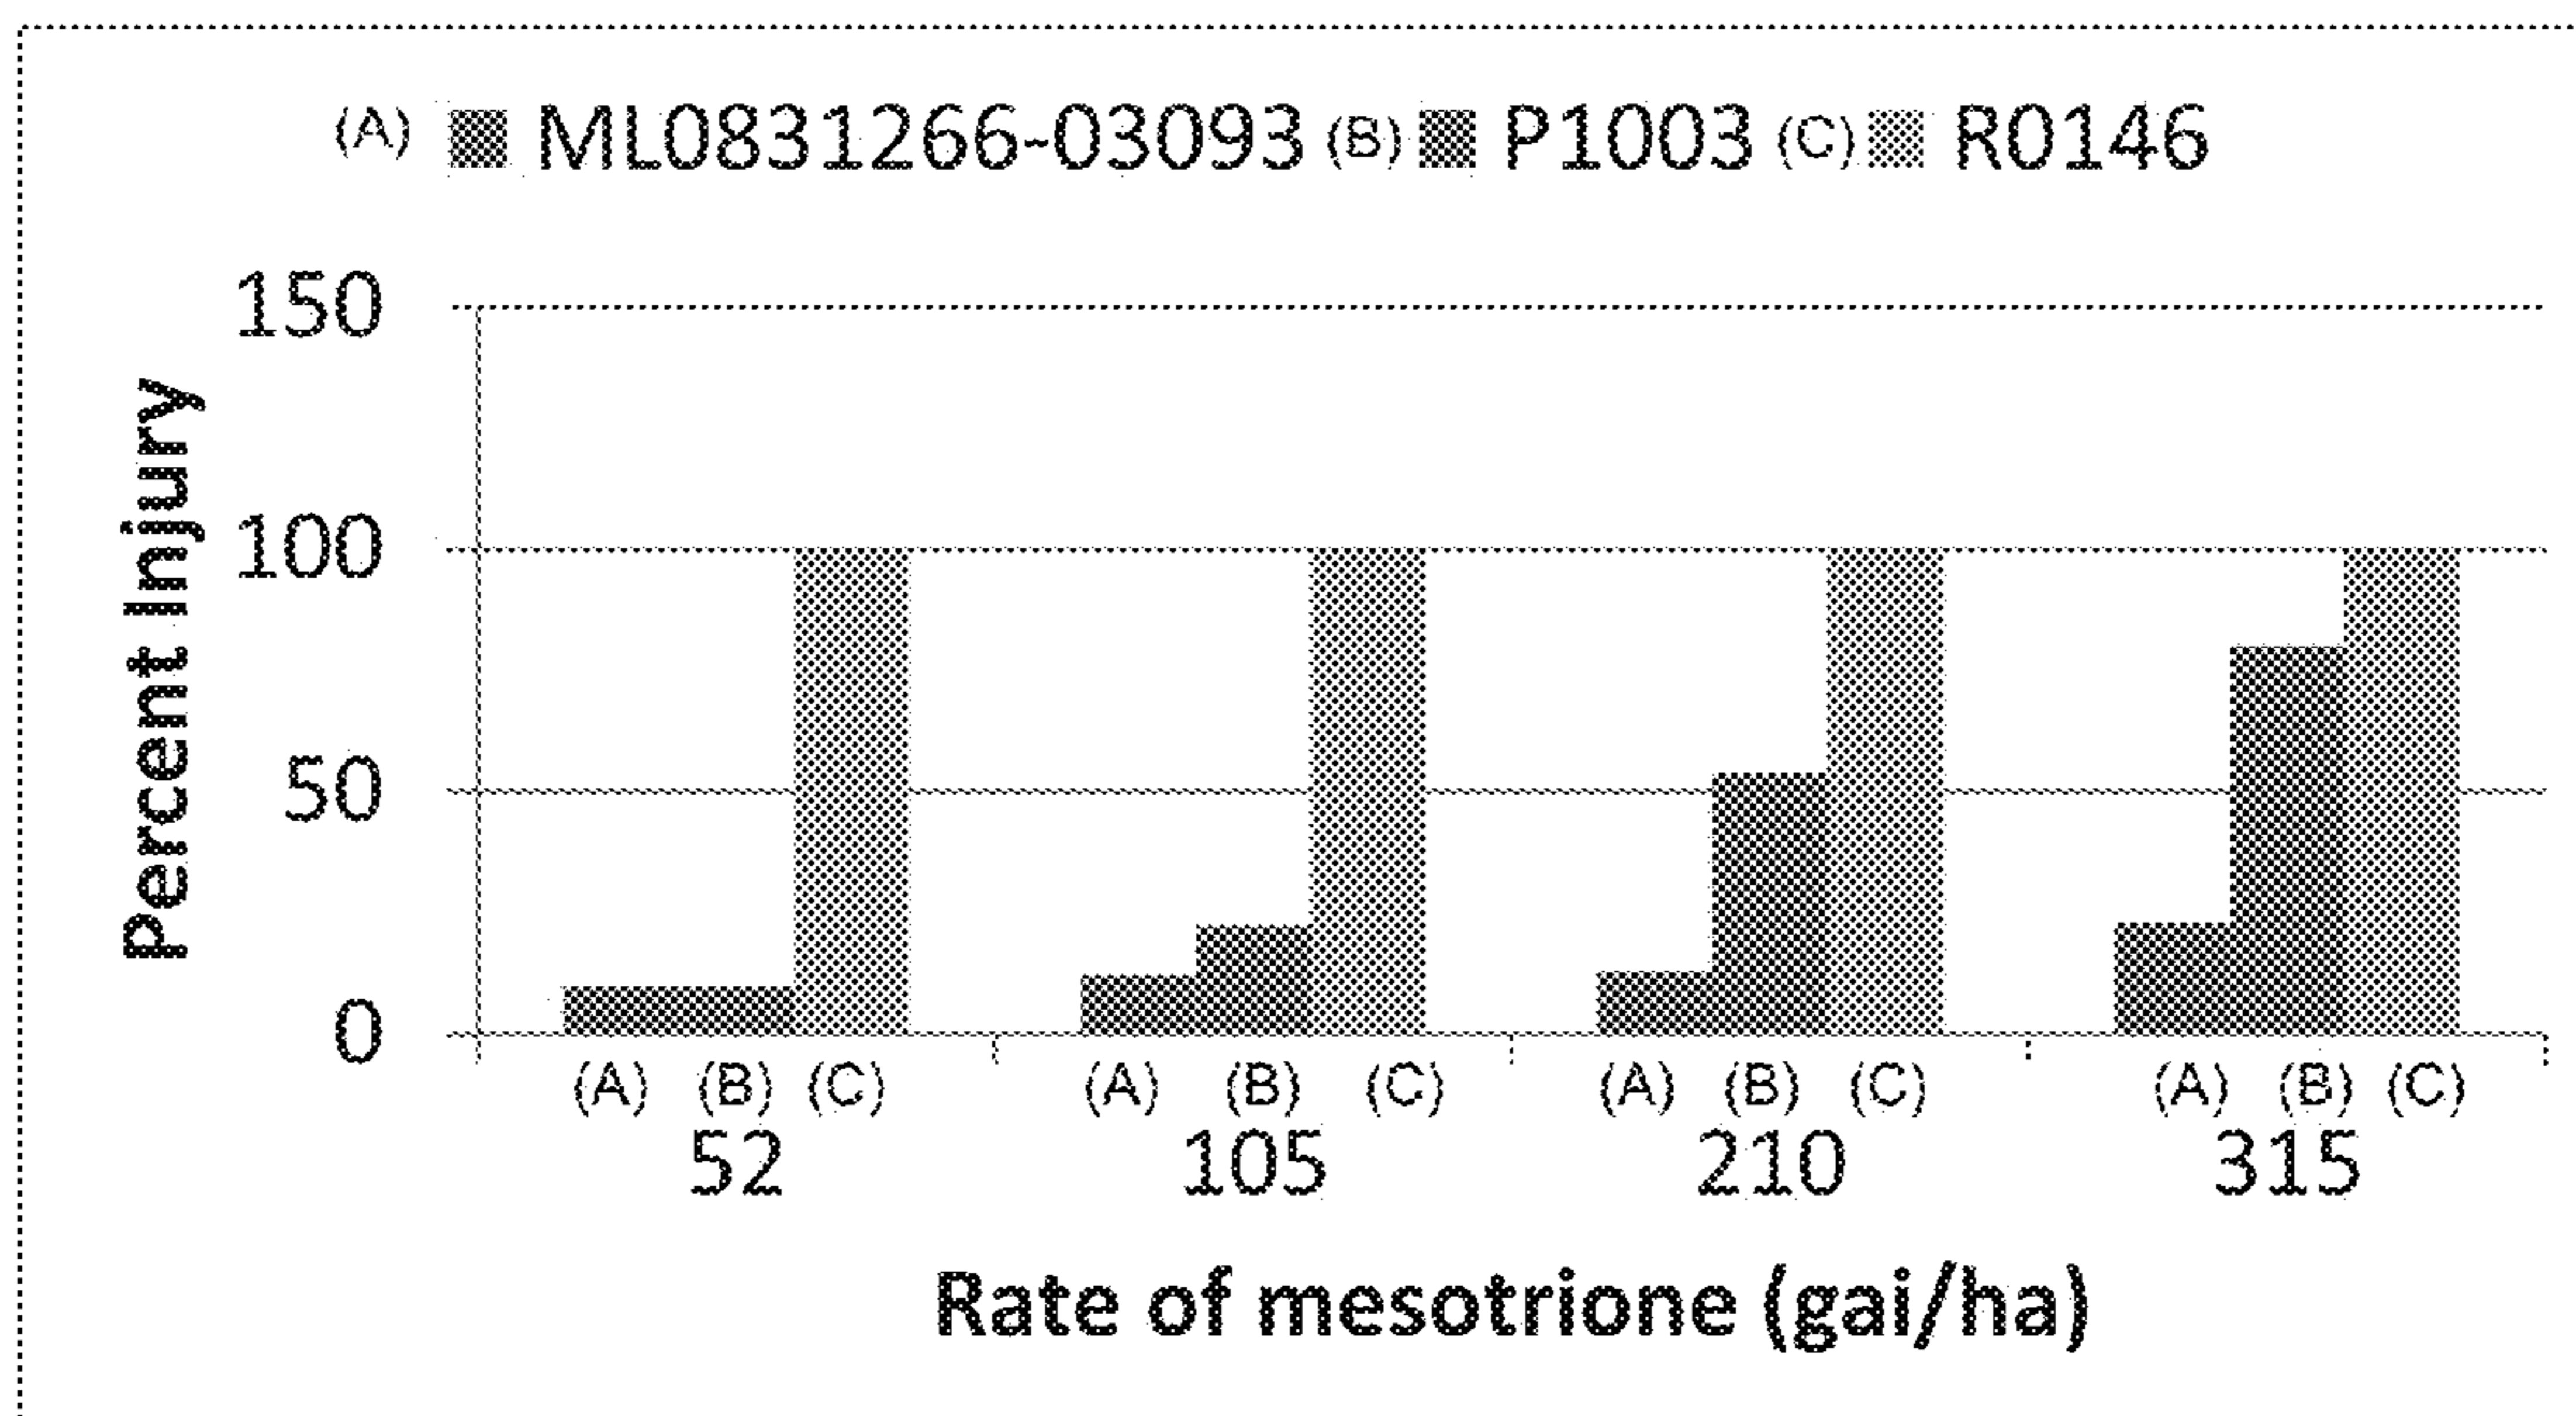 (A) ML0831266-03093 (B) P1003 (C) R0146
150
100
50
0
Percent Injury
(A) (B) (C) (A) (B) (C) (A) (B) (C) (A) (B) (C)
52 105 210 315
Rate of mesotrione (gai/ha)